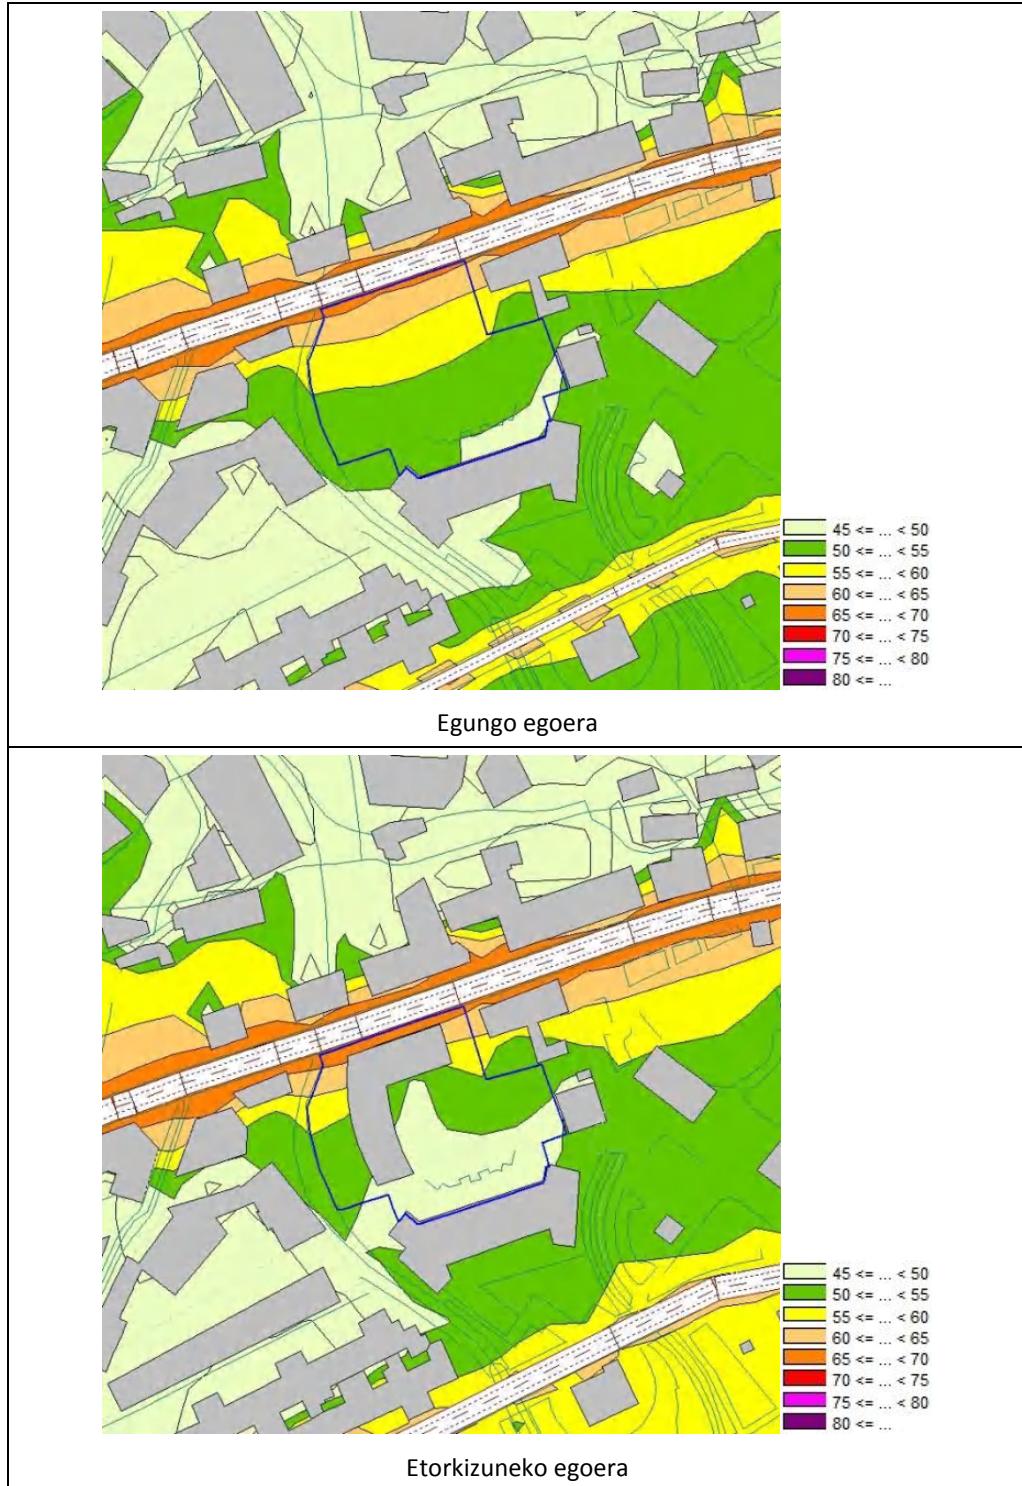 45 <= ... < 50
50 <= ... < 55
55 <= ... < 60
60 <= ... < 65
65 <= ... < 70
70 <= ... < 75
75 <= ... < 80
80 <= ...
Egungo egoera
45 <= ... < 50
50 <= ... < 55
55 <= ... < 60
60 <= ... < 65
65 <= ... < 70
70 <= ... < 75
75 <= ... < 80
80 <= ...
Etorkizuneko egoera